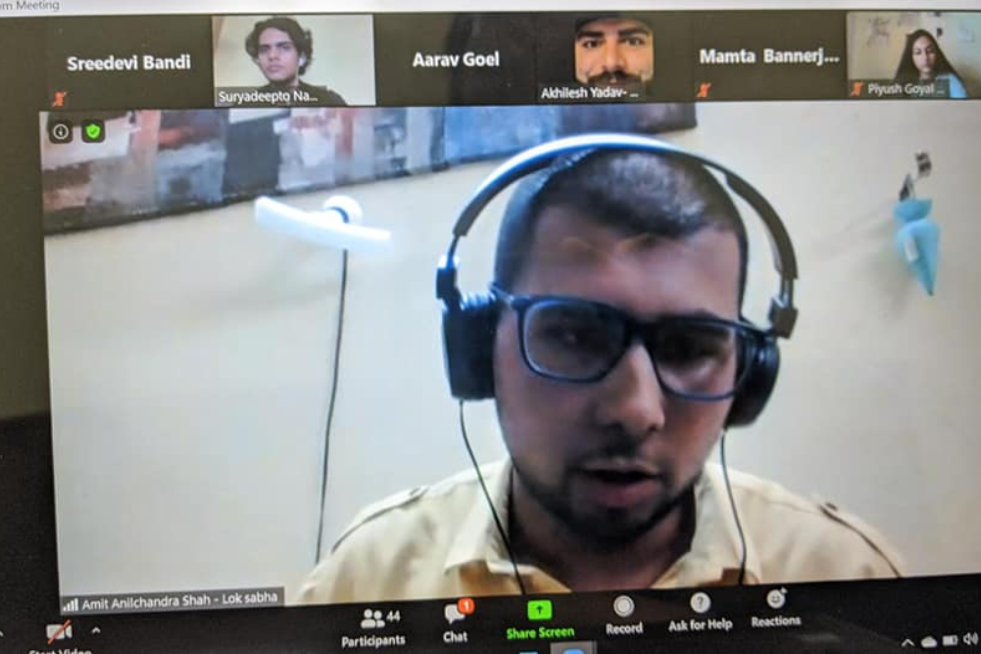 m Meeting
Sreedevi Bandi
Suryadeepto Na...
Aarav Goel
Akhilesh Yadav- ...
Mamta Bannerj...
Piyush Goyal ...
Amit Anilchandra Shah - Lok sabha
Start Video
44
Participants
1
Chat
Share Screen
Record
Ask for Help
Reactions